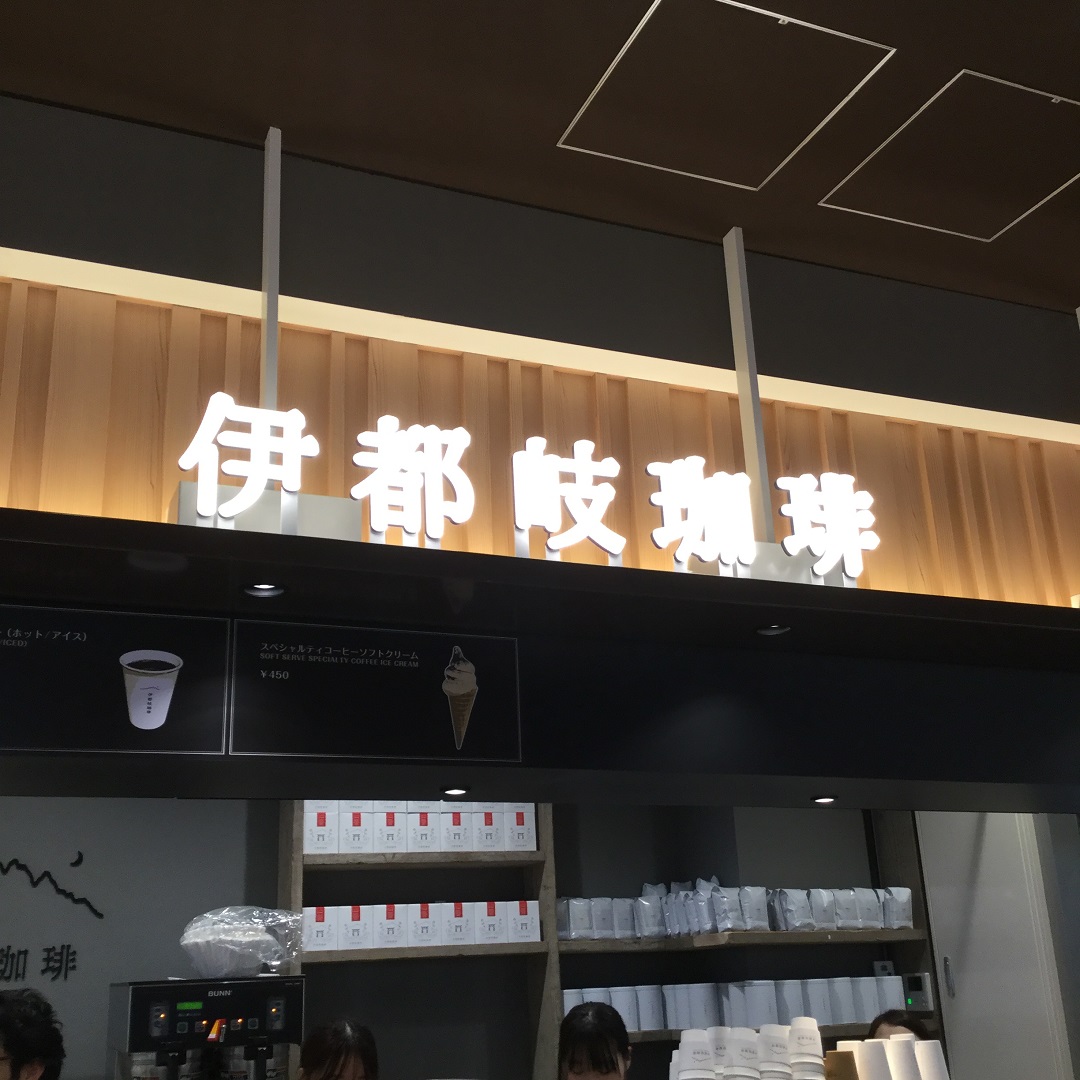 伊都岐珈琲
(ホット/アイス)
スペシャルティコーヒーソフトクリーム
SOFT SERVE SPECIALTY COFFEE ICE CREAM
¥450
珈琲
BUNN